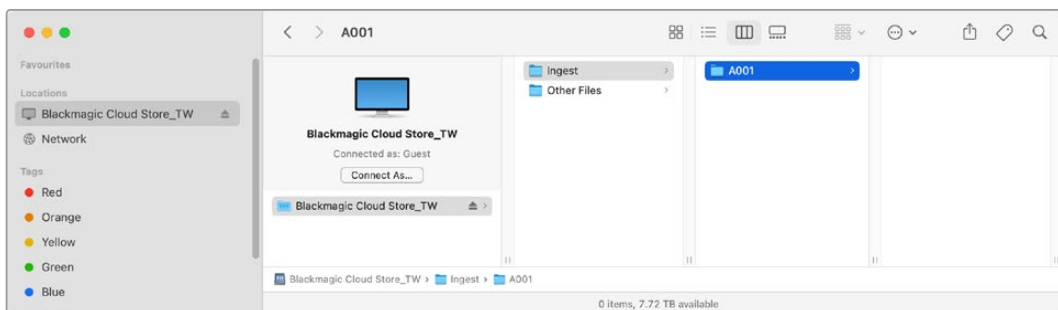 A001
Favourites
Locations
Blackmagic Cloud Store_TW
Network
Tags
Red
Orange
Yellow
Green
Blue
Blackmagic Cloud Store_TW
Connected as: Guest
Connect As...
Blackmagic Cloud Store_TW
Ingest
Other Files
A001
Blackmagic Cloud Store_TW › Ingest › A001
0 items, 7.72 TB available